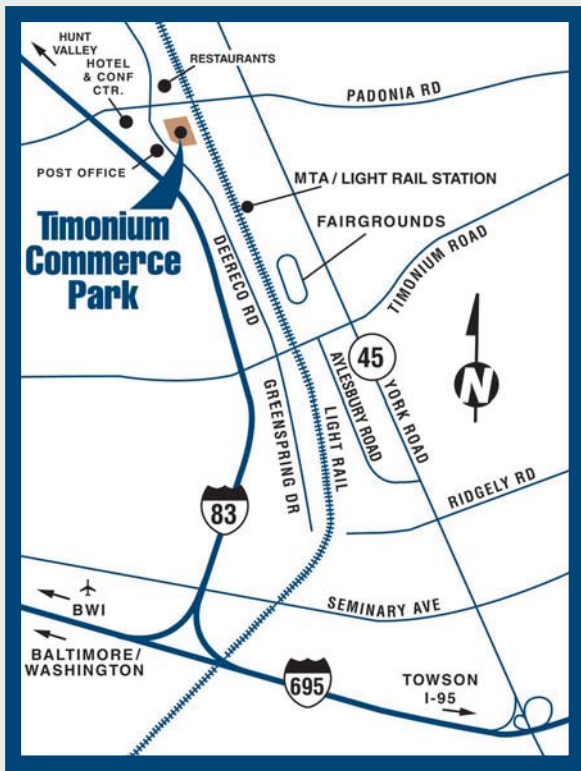 HUNT
VALLEY
HOTEL
& CONF
CTR.
RESTAURANTS
PADONIA RD
POST OFFICE
MTA / LIGHT RAIL STATION
Timonium
Commerce
Park
FAIRGROUNDS
DEERECO RD
TIMONIUM ROAD
45
N
GREENSPRING DR
LIGHT RAIL
AYLESBURY ROAD
YORK ROAD
RIDGELY RD
83
SEMINARY AVE
BWI
BALTIMORE/
WASHINGTON
695
TOWSON
I-95